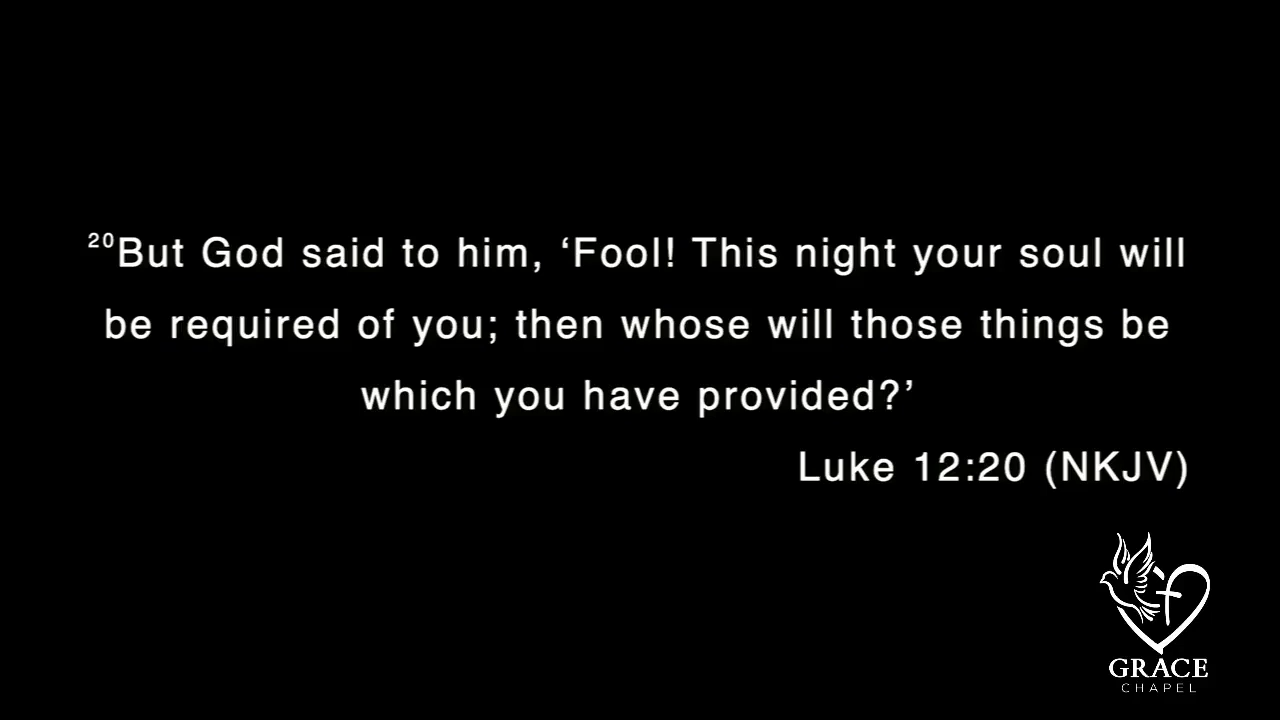 20But God said to him, ‘Fool! This night your soul will
be required of you; then whose will those things be
which you have provided?’
Luke 12:20 (NKJV)
GRACE
CHAPEL